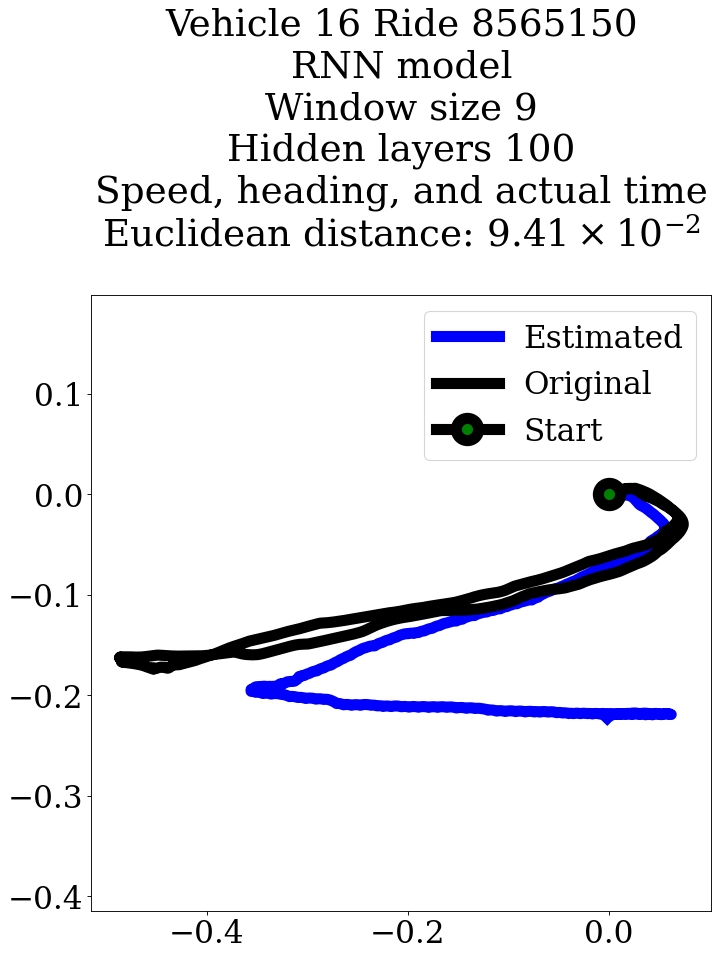 Vehicle 16 Ride 8565150
RNN model
Window size 9
Hidden layers 100
Speed, heading, and actual time
Euclidean distance: 9.41 × 10⁻²
Estimated
Original
Start
0.1
0.0
−0.1
−0.2
−0.3
−0.4
−0.4
−0.2
0.0